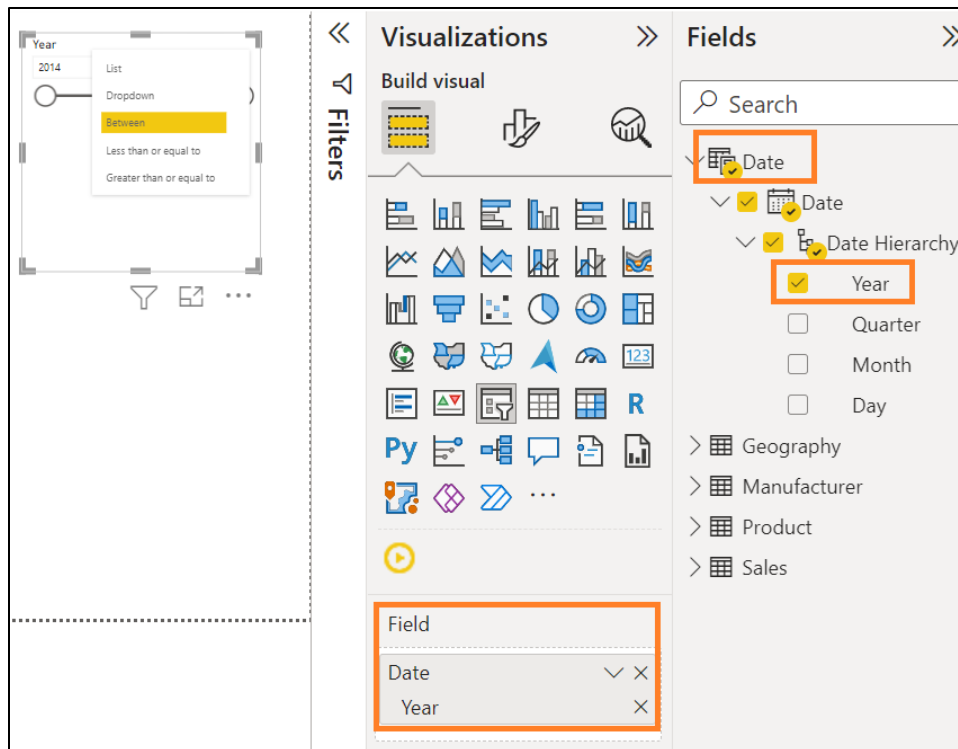 Year
2014
List
Dropdown
Between
Less than or equal to
Greater than or equal to
Filters
Visualizations
Build visual
123
R
Py
Field
Date
Year
Fields
Search
Date
Date
Date Hierarchy
Year
Quarter
Month
Day
Geography
Manufacturer
Product
Sales